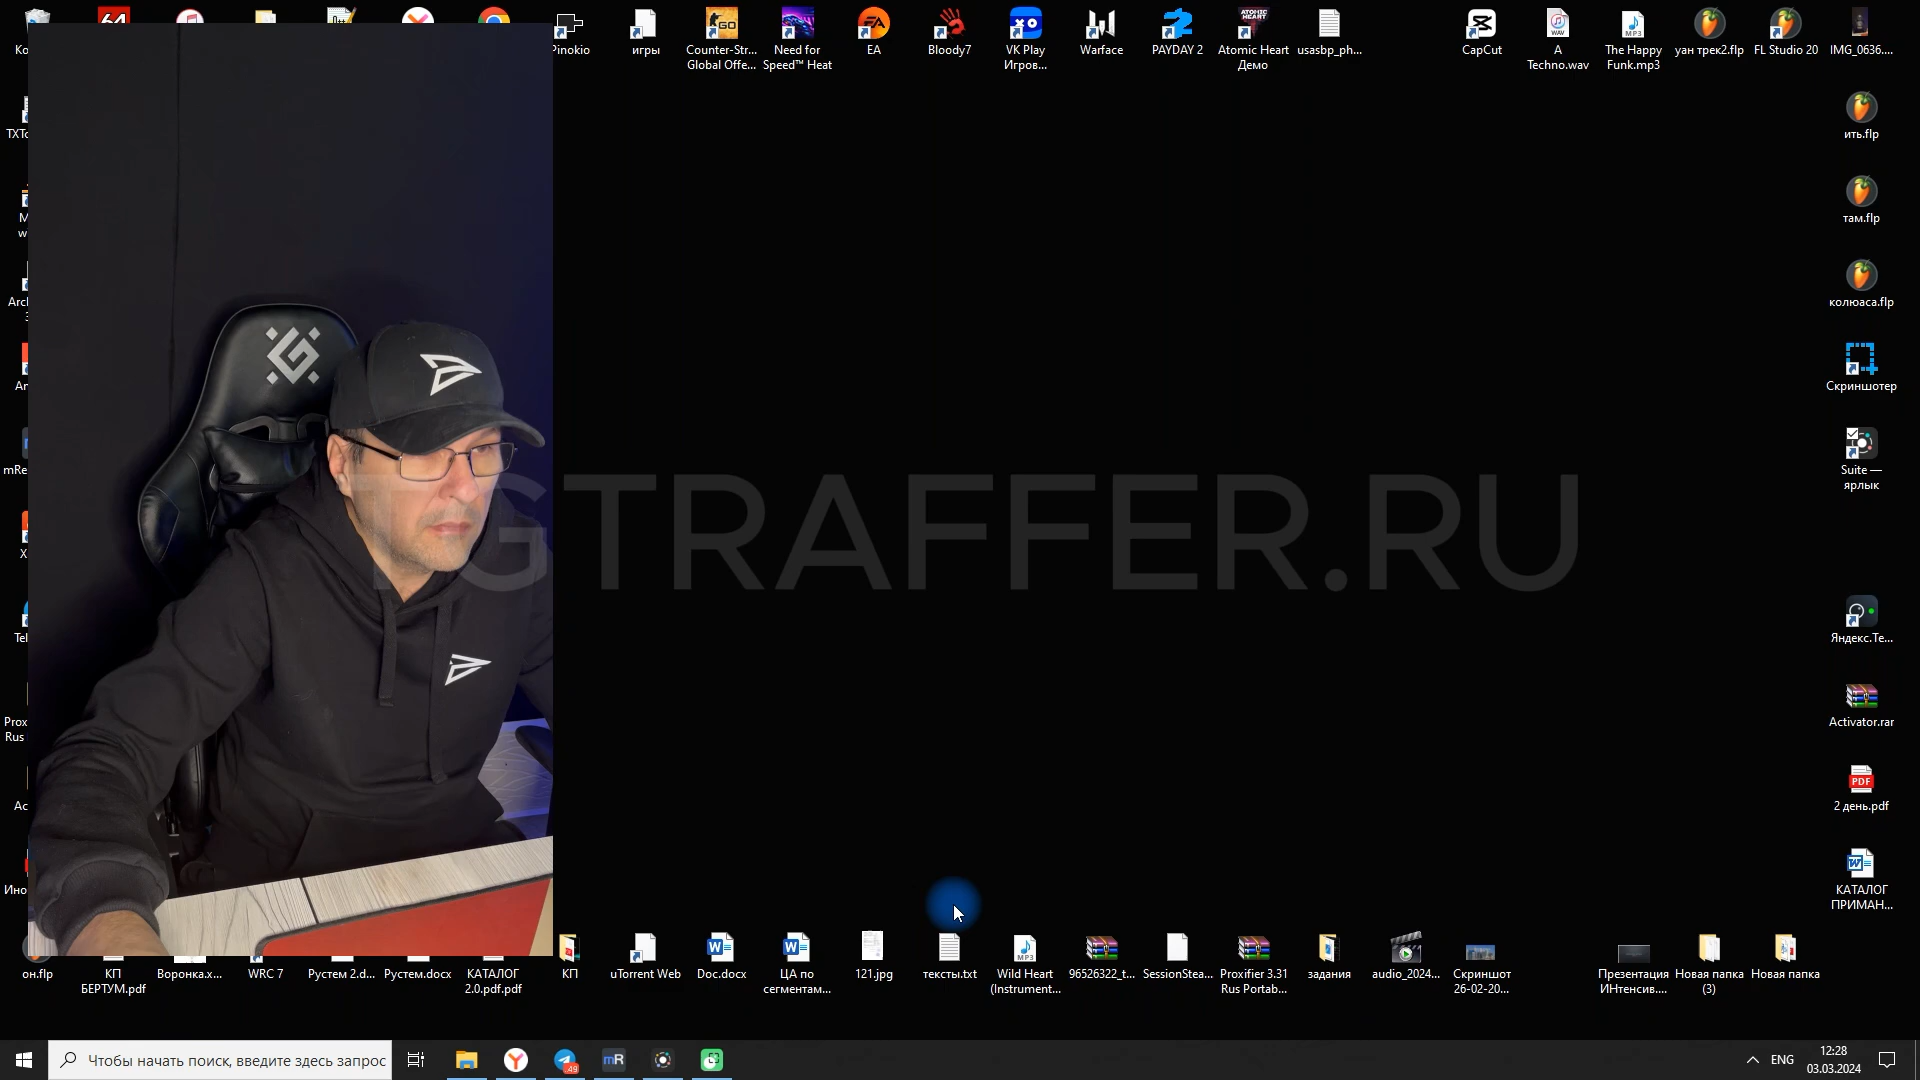 Pinokio
игры
Counter-Str...
Global Offe...
Need for
Speed™ Heat
EA
Bloody7
VK Play
Игров...
Warface
PAYDAY 2
Atomic Heart
Демо
usasbp_ph...
CapCut
A
Techno.wav
The Happy
Funk.mp3
уан трек2.flp
FL Studio 20
IMG_0636....
ить.flp
там.flp
колюаса.flp
Скриншотер
Suite —
ярлык
TGTRAFFER.RU
Яндекс.Те...
Activator.rar
2 день.pdf
КАТАЛОГ
ПРИМАН...
он.flp
КП
БЕРТУМ.pdf
Воронка.x...
WRC 7
Рустем 2.d...
Рустем.docx
КАТАЛОГ
2.0.pdf.pdf
КП
uTorrent Web
Doc.docx
ЦА по
сегментам...
121.jpg
тексты.txt
Wild Heart
(Instrument...
96526322_t...
SessionStea...
Proxifier 3.31
Rus Portab...
задания
audio_2024...
Скриншот
26-02-20...
Презентация
ИНтенсив....
Новая папка
(3)
Новая папка
Чтобы начать поиск, введите здесь запрос
ENG
12:28
03.03.2024